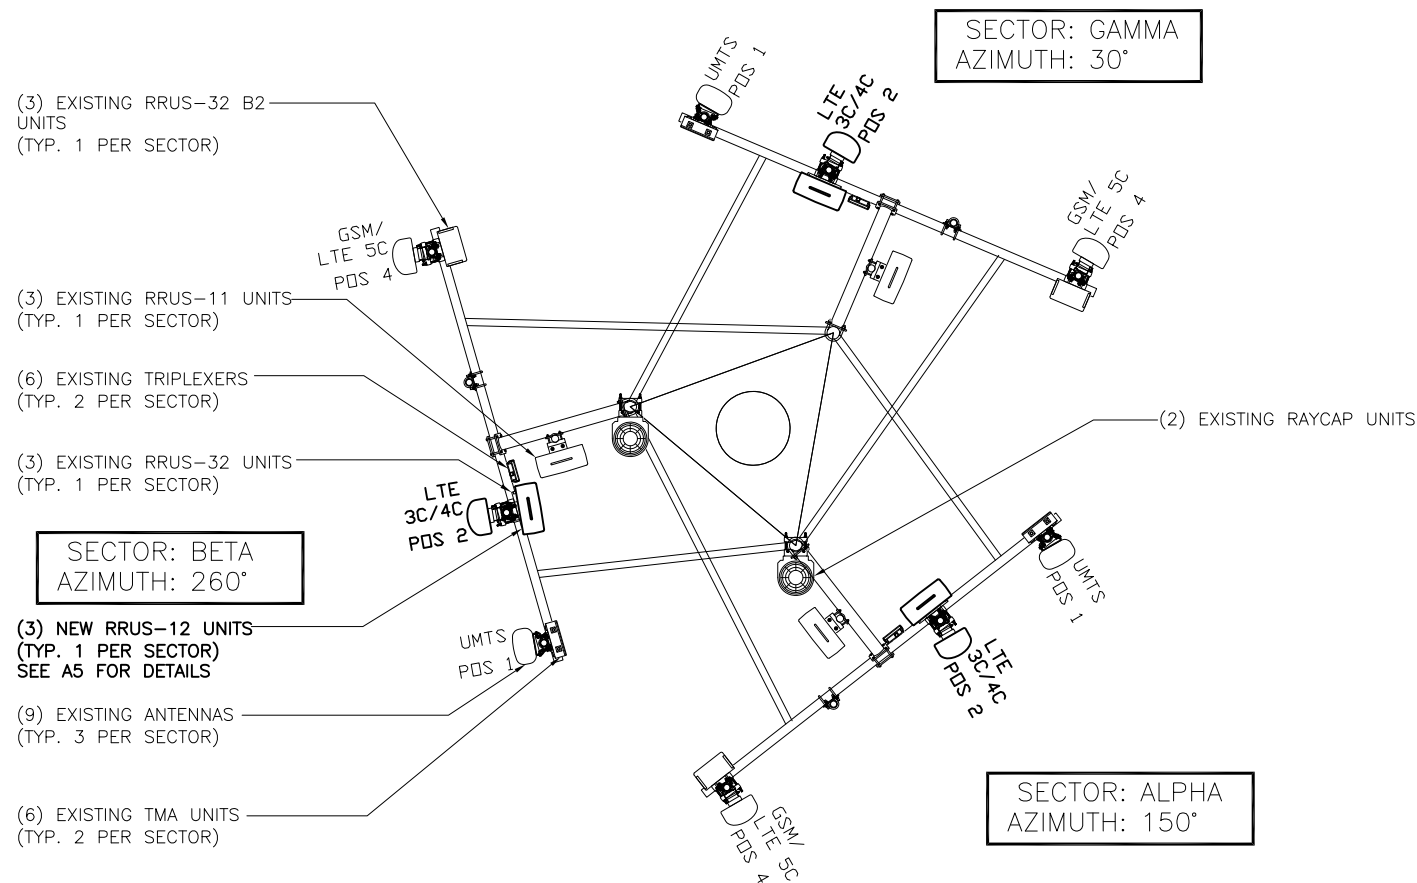 SECTOR: GAMMA
AZIMUTH: 30°
UMTS
POS 1
LTE
3C/4C
POS 2
GSM/
LTE 5C
POS 4
(3) EXISTING RRUS-32 B2
UNITS
(TYP. 1 PER SECTOR)
GSM/
LTE 5C
POS 4
(3) EXISTING RRUS-11 UNITS
(TYP. 1 PER SECTOR)
(6) EXISTING TRIPLEXERS
(TYP. 2 PER SECTOR)
(2) EXISTING RAYCAP UNITS
(3) EXISTING RRUS-32 UNITS
(TYP. 1 PER SECTOR)
LTE
3C/4C
POS 2
SECTOR: BETA
AZIMUTH: 260°
(3) NEW RRUS-12 UNITS
(TYP. 1 PER SECTOR)
SEE A5 FOR DETAILS
UMTS
POS 1
UMTS
POS 1
LTE
3C/4C
POS 2
(9) EXISTING ANTENNAS
(TYP. 3 PER SECTOR)
(6) EXISTING TMA UNITS
(TYP. 2 PER SECTOR)
GSM/
LTE 5C
POS 4
SECTOR: ALPHA
AZIMUTH: 150°